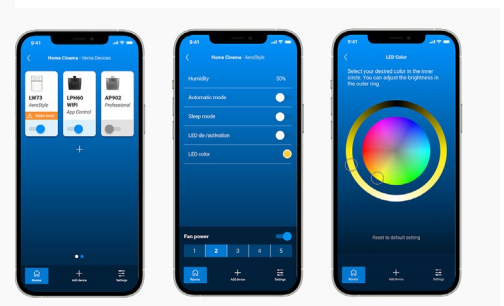 9:41
Home Cinema - Venta Devices
LW73
AeroStyle
Water level
LPH60
WiFi
App Control
AP902
Professional
Rooms
Add device
Settings
9:41
Home Cinema - AeroStyle
Humidity
50%
Automatic mode
Sleep mode
LED de-/activation
LED color
Fan power
1
2
3
4
5
Rooms
Add device
Settings
9:41
LED Color
Select your desired color in the inner
circle. You can adjust the brightness in
the outer ring.
Reset to default setting
Rooms
Add device
Settings